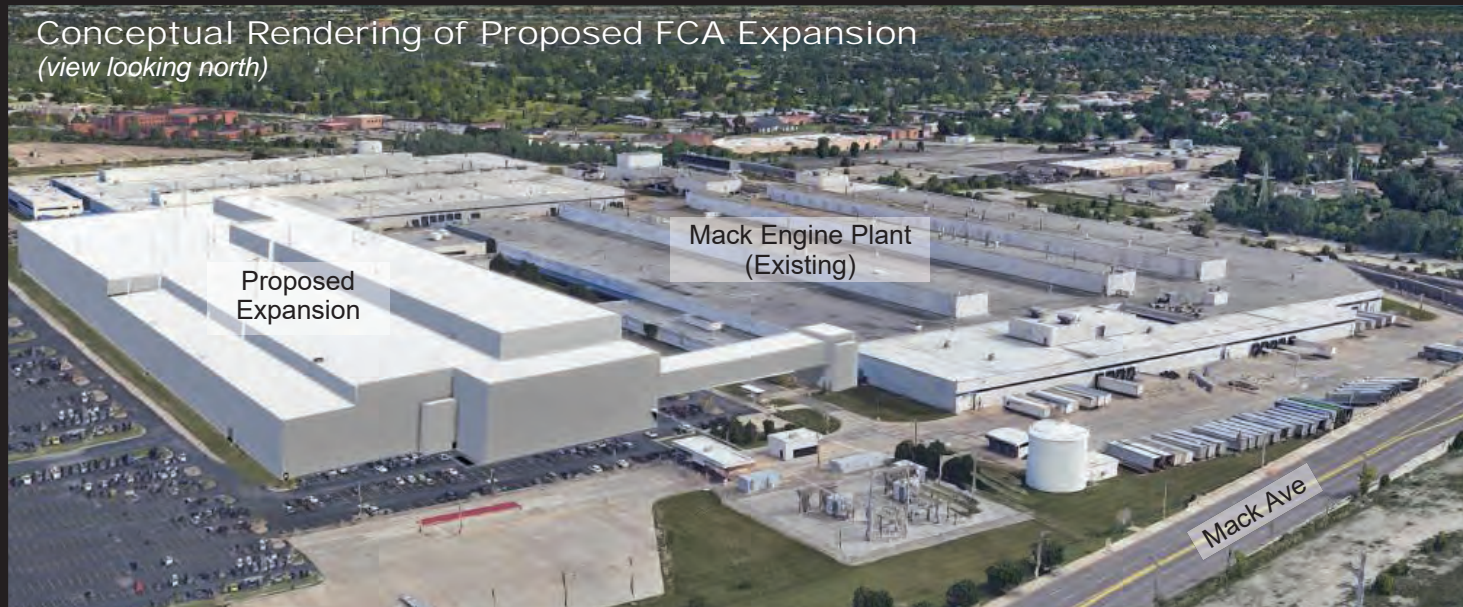 Conceptual Rendering of Proposed FCA Expansion
(view looking north)
Mack Engine Plant
(Existing)
Proposed
Expansion
Mack Ave